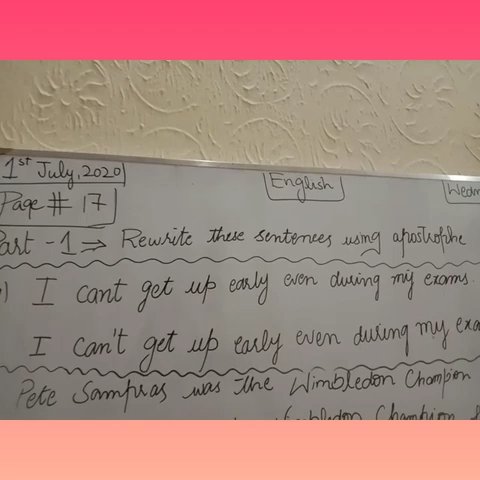 1st July, 2020
English
Page # 17
Part - 1 ⇒ Rewrite these sentences using apostrophe
I cant get up early even during my exams.
I can't get up early even during my
Pete Sampras was the Wimbledon Champion
Champion